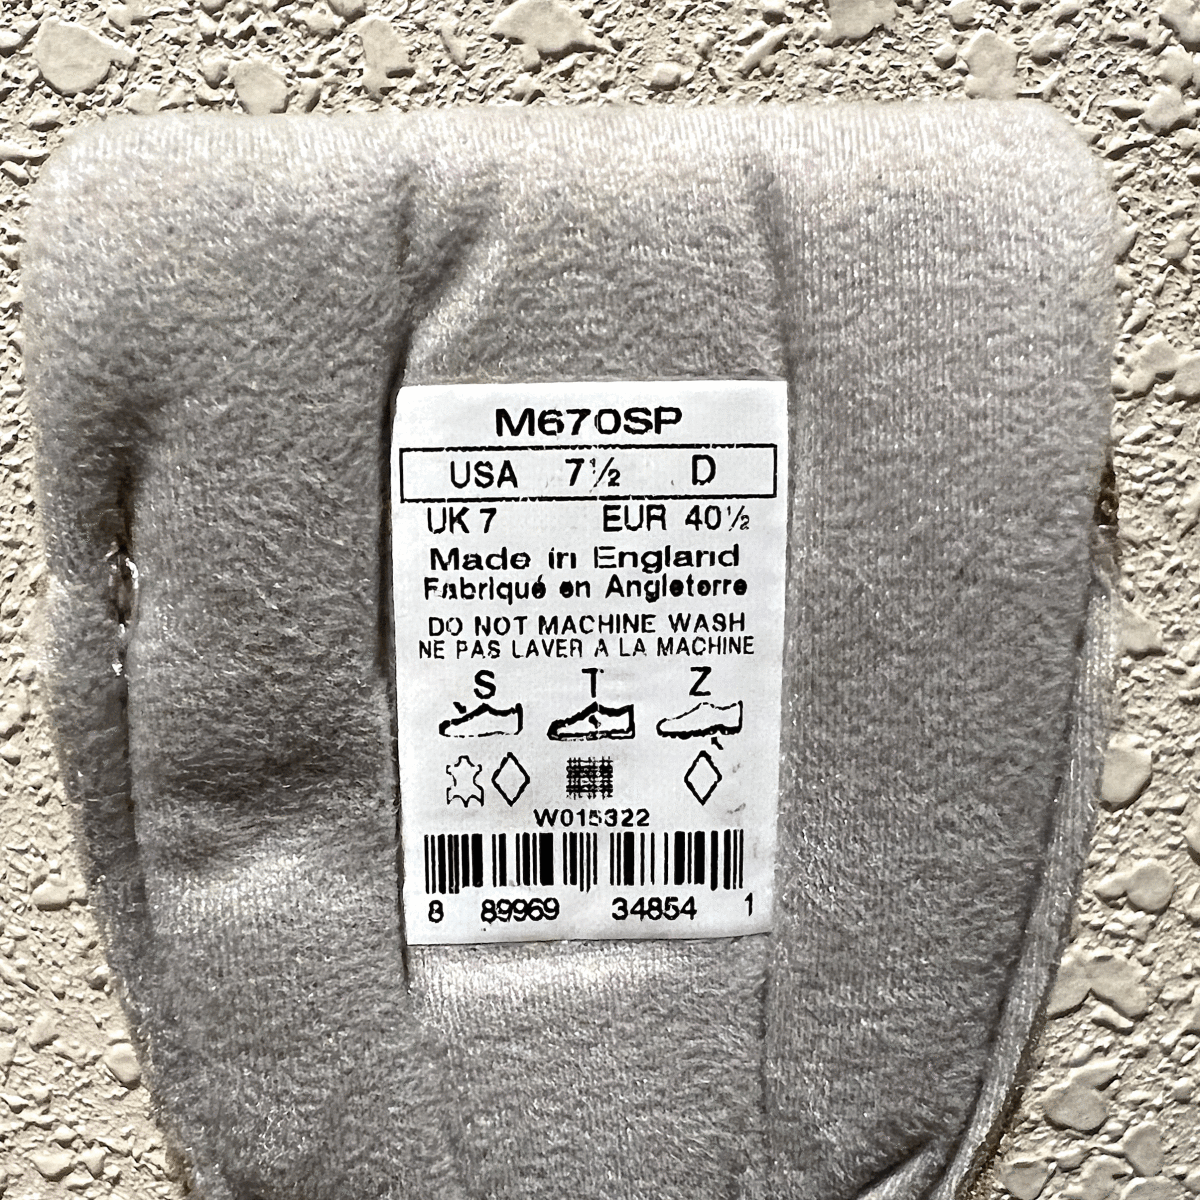 M670SP
USA 7½ D
UK 7 EUR 40½
Made in England
Fabriqué en Angleterre
DO NOT MACHINE WASH
NE PAS LAVER A LA MACHINE
S T Z
W015322
8 89969 34854 1